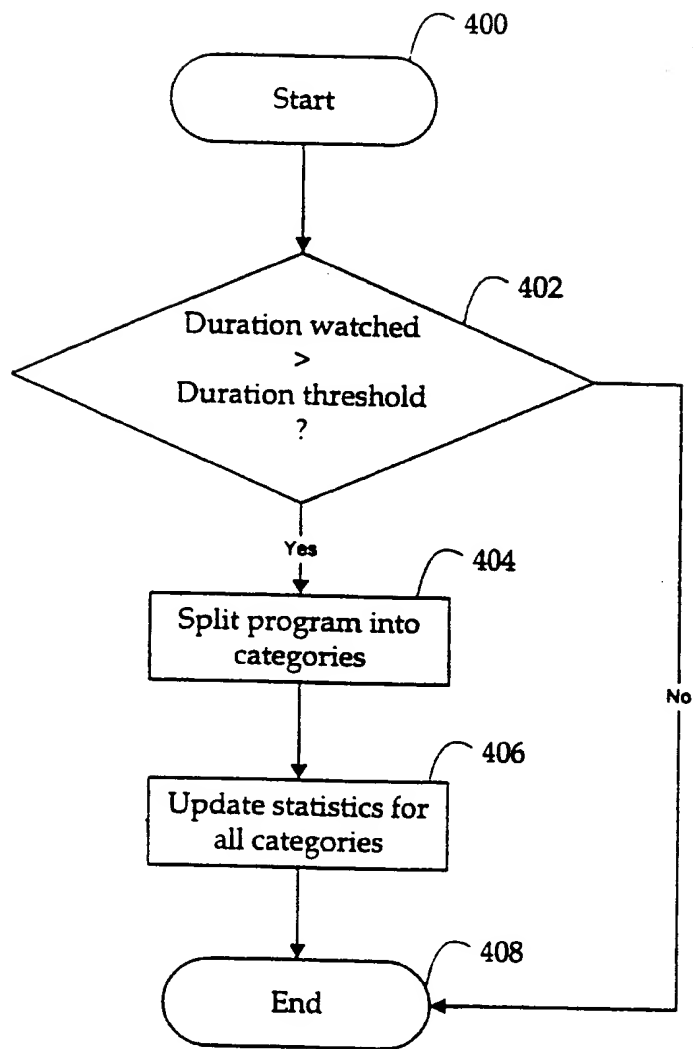 400
Start
402
Duration watched
>
Duration threshold
?
Yes
404
Split program into
categories
No
406
Update statistics for
all categories
408
End